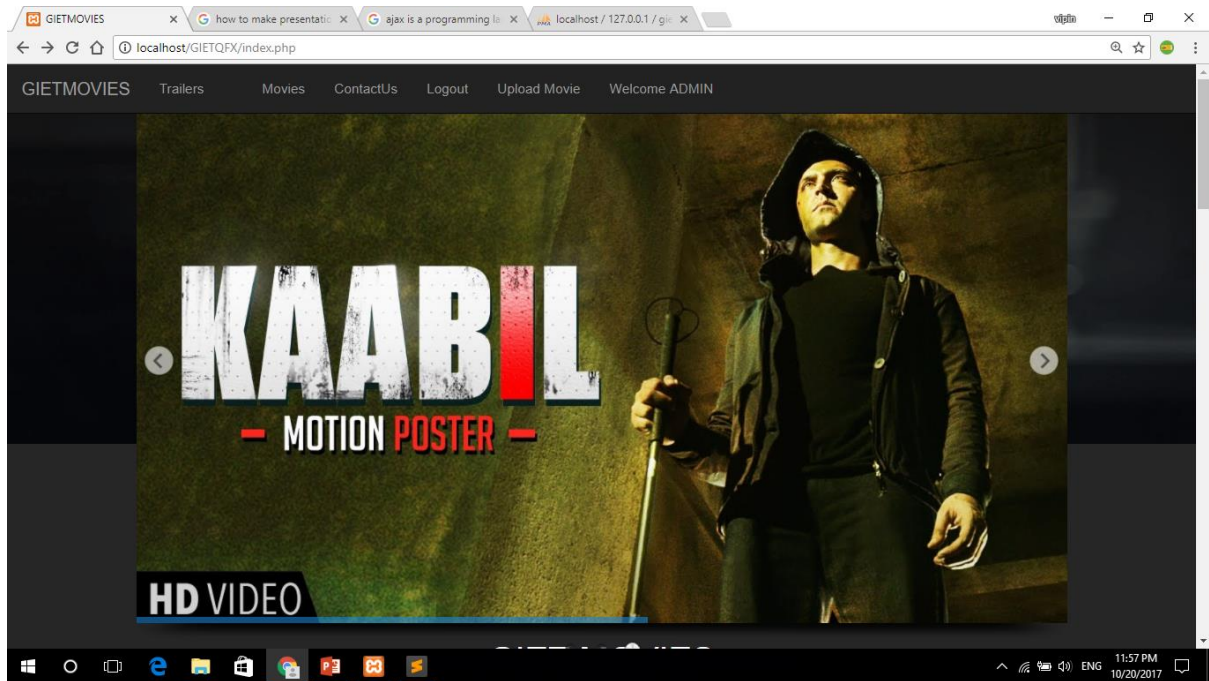 GIETMOVIES
how to make presentatic
ajax is a programming la
localhost / 127.0.0.1 / gie
vipin
localhost/GIETQFX/index.php
GIETMOVIES Trailers Movies ContactUs Logout Upload Movie Welcome ADMIN
KAABIL
- MOTION POSTER -
HD VIDEO
ENG
11:57 PM
10/20/2017